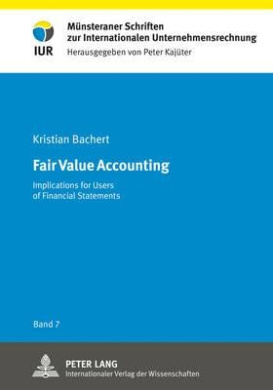 Münsteraner Schriften
zur Internationalen Unternehmensrechnung
IUR
Herausgegeben von Peter Kajüter
Kristian Bachert
Fair Value Accounting
Implications for Users
of Financial Statements
Band 7
PETER LANG
Internationaler Verlag der Wissenschaften